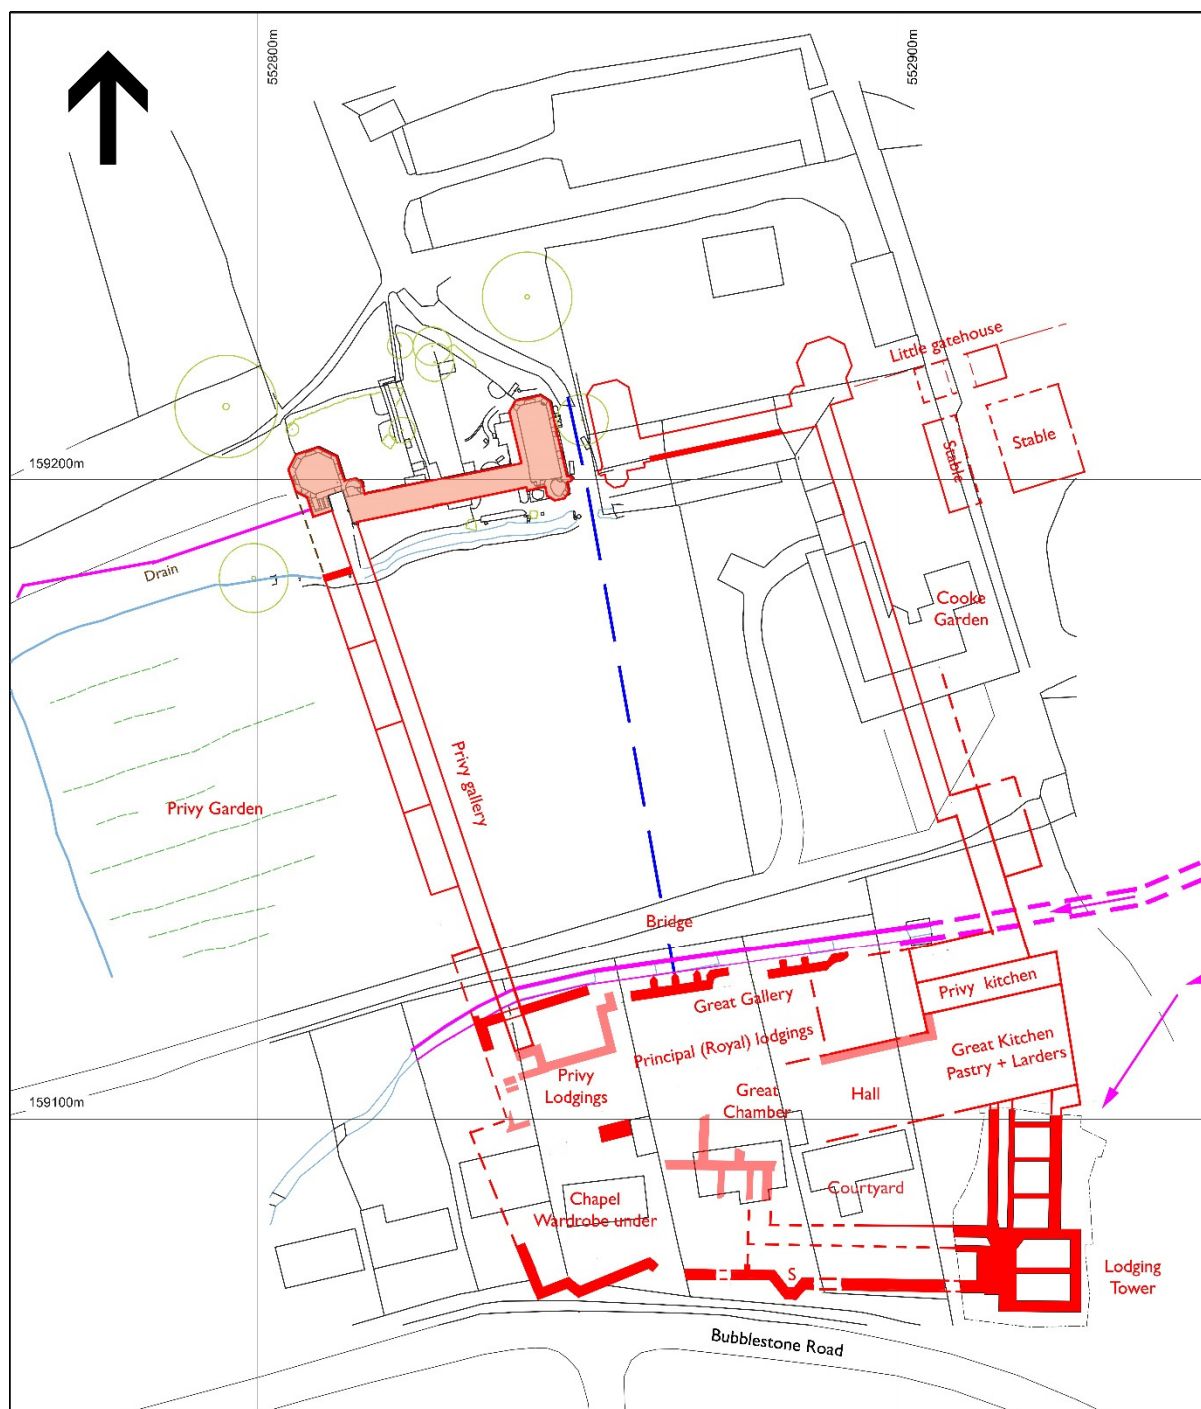 552800m
552900m
Little gatehouse
159200m
Stable
Stable
Drain
Cooke
Garden
Privy gallery
Privy Garden
Bridge
Privy kitchen
Great Gallery
Principal (Royal) lodgings
Great Kitchen
Pastry + Larders
Privy
Lodgings
Great
Chamber
Hall
159100m
Chapel
Wardrobe under
Courtyard
S
Lodging
Tower
Bubblestone Road